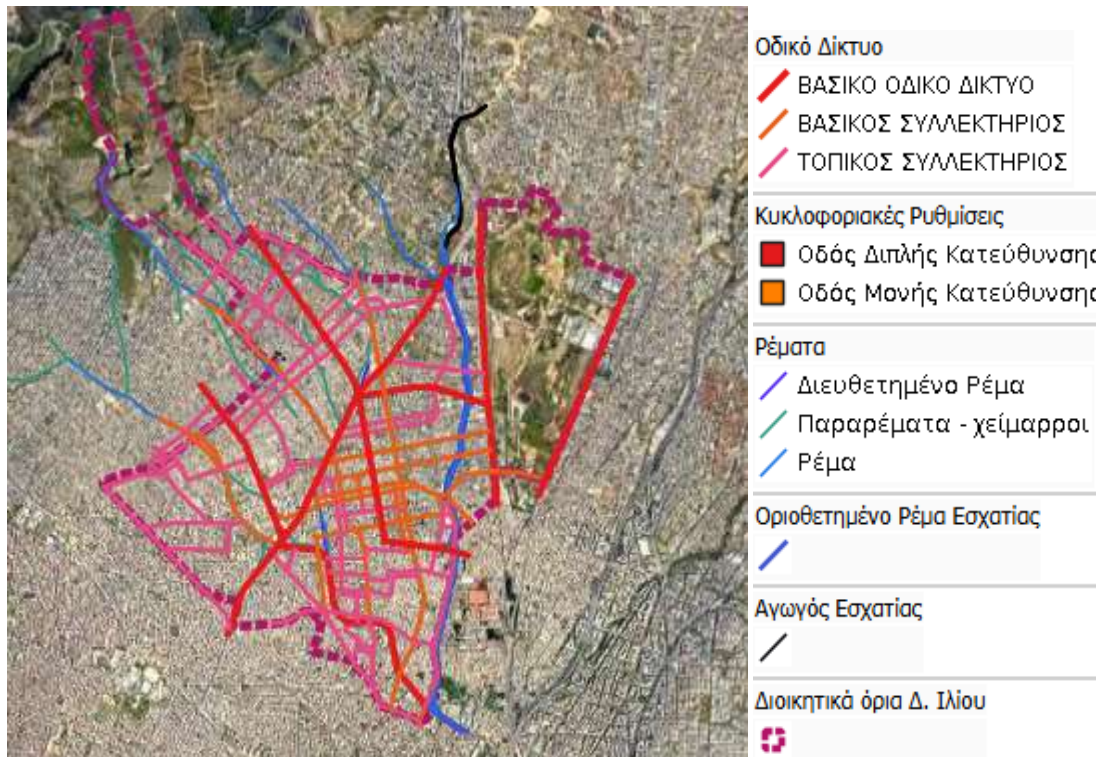 Οδικό Δίκτυο
ΒΑΣΙΚΟ ΟΔΙΚΟ ΔΙΚΤΥΟ
ΒΑΣΙΚΟΣ ΣΥΛΛΕΚΤΗΡΙΟΣ
ΤΟΠΙΚΟΣ ΣΥΛΛΕΚΤΗΡΙΟΣ
Κυκλοφοριακές Ρυθμίσεις
Οδός Διπλής Κατεύθυνσης
Οδός Μονής Κατεύθυνσης
Ρέματα
Διευθετημένο Ρέμα
Παραρέματα - χείμαρροι
Ρέμα
Οριοθετημένο Ρέμα Εσχατίας
Αγωγός Εσχατίας
Διοικητικά όρια Δ. Ιλίου